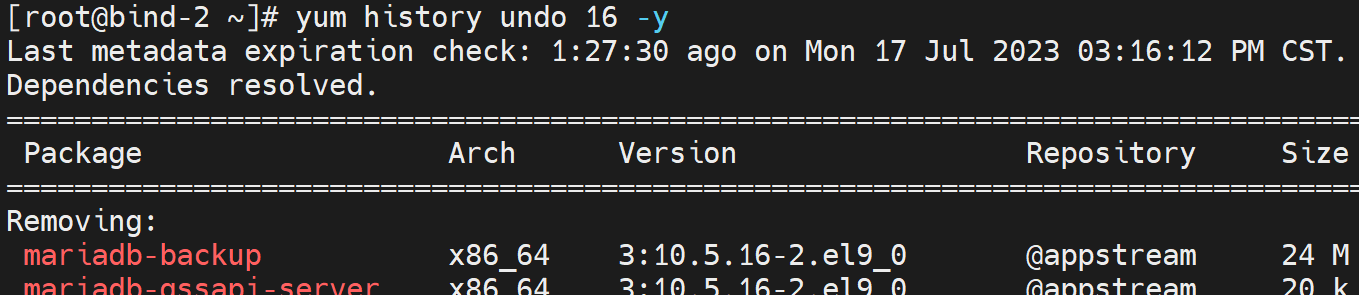 [root@bind-2 ~]# yum history undo 16 -y
Last metadata expiration check: 1:27:30 ago on Mon 17 Jul 2023 03:16:12 PM CST.
Dependencies resolved.
================================================================================
 Package                  Arch      Version                 Repository     Size
================================================================================
Removing:
 mariadb-backup           x86_64    3:10.5.16-2.el9_0       @appstream     24 M
 mariadb-gssapi-server    x86_64    3:10.5.16-2.el9_0       @appstream     20 k